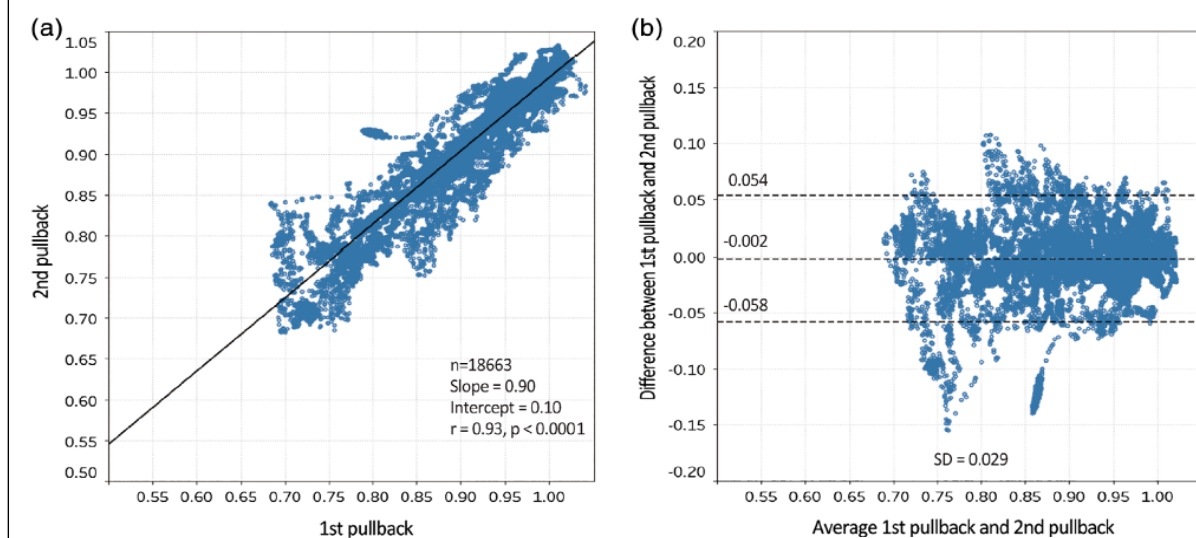 (a)
1.05
1.00
0.95
0.90
0.85
0.80
0.75
0.70
0.65
0.60
0.55
0.50
2nd pullback
n=18663
Slope = 0.90
Intercept = 0.10
r = 0.93, p < 0.0001
0.55 0.60 0.65 0.70 0.75 0.80 0.85 0.90 0.95 1.00
1st pullback
(b)
0.20
0.15
0.10
0.05
0.00
-0.05
-0.10
-0.15
-0.20
Difference between 1st pullback and 2nd pullback
0.054
-0.002
-0.058
SD = 0.029
0.55 0.60 0.65 0.70 0.75 0.80 0.85 0.90 0.95 1.00
Average 1st pullback and 2nd pullback